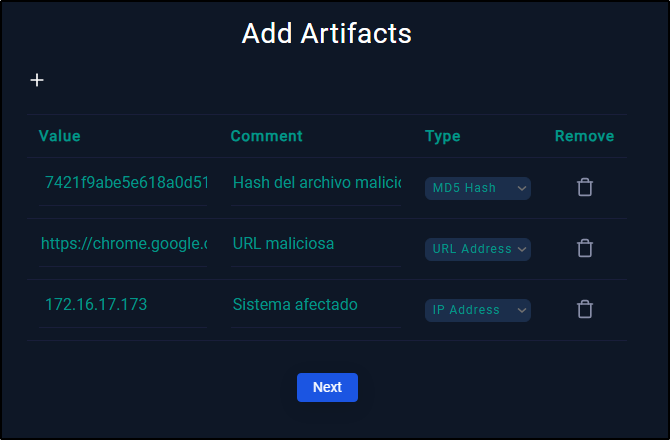 Add Artifacts
+
Value Comment Type Remove
7421f9abe5e618a0d51 Hash del archivo malicio MD5 Hash
https://chrome.google.c URL maliciosa URL Address
172.16.17.173 Sistema afectado IP Address
Next